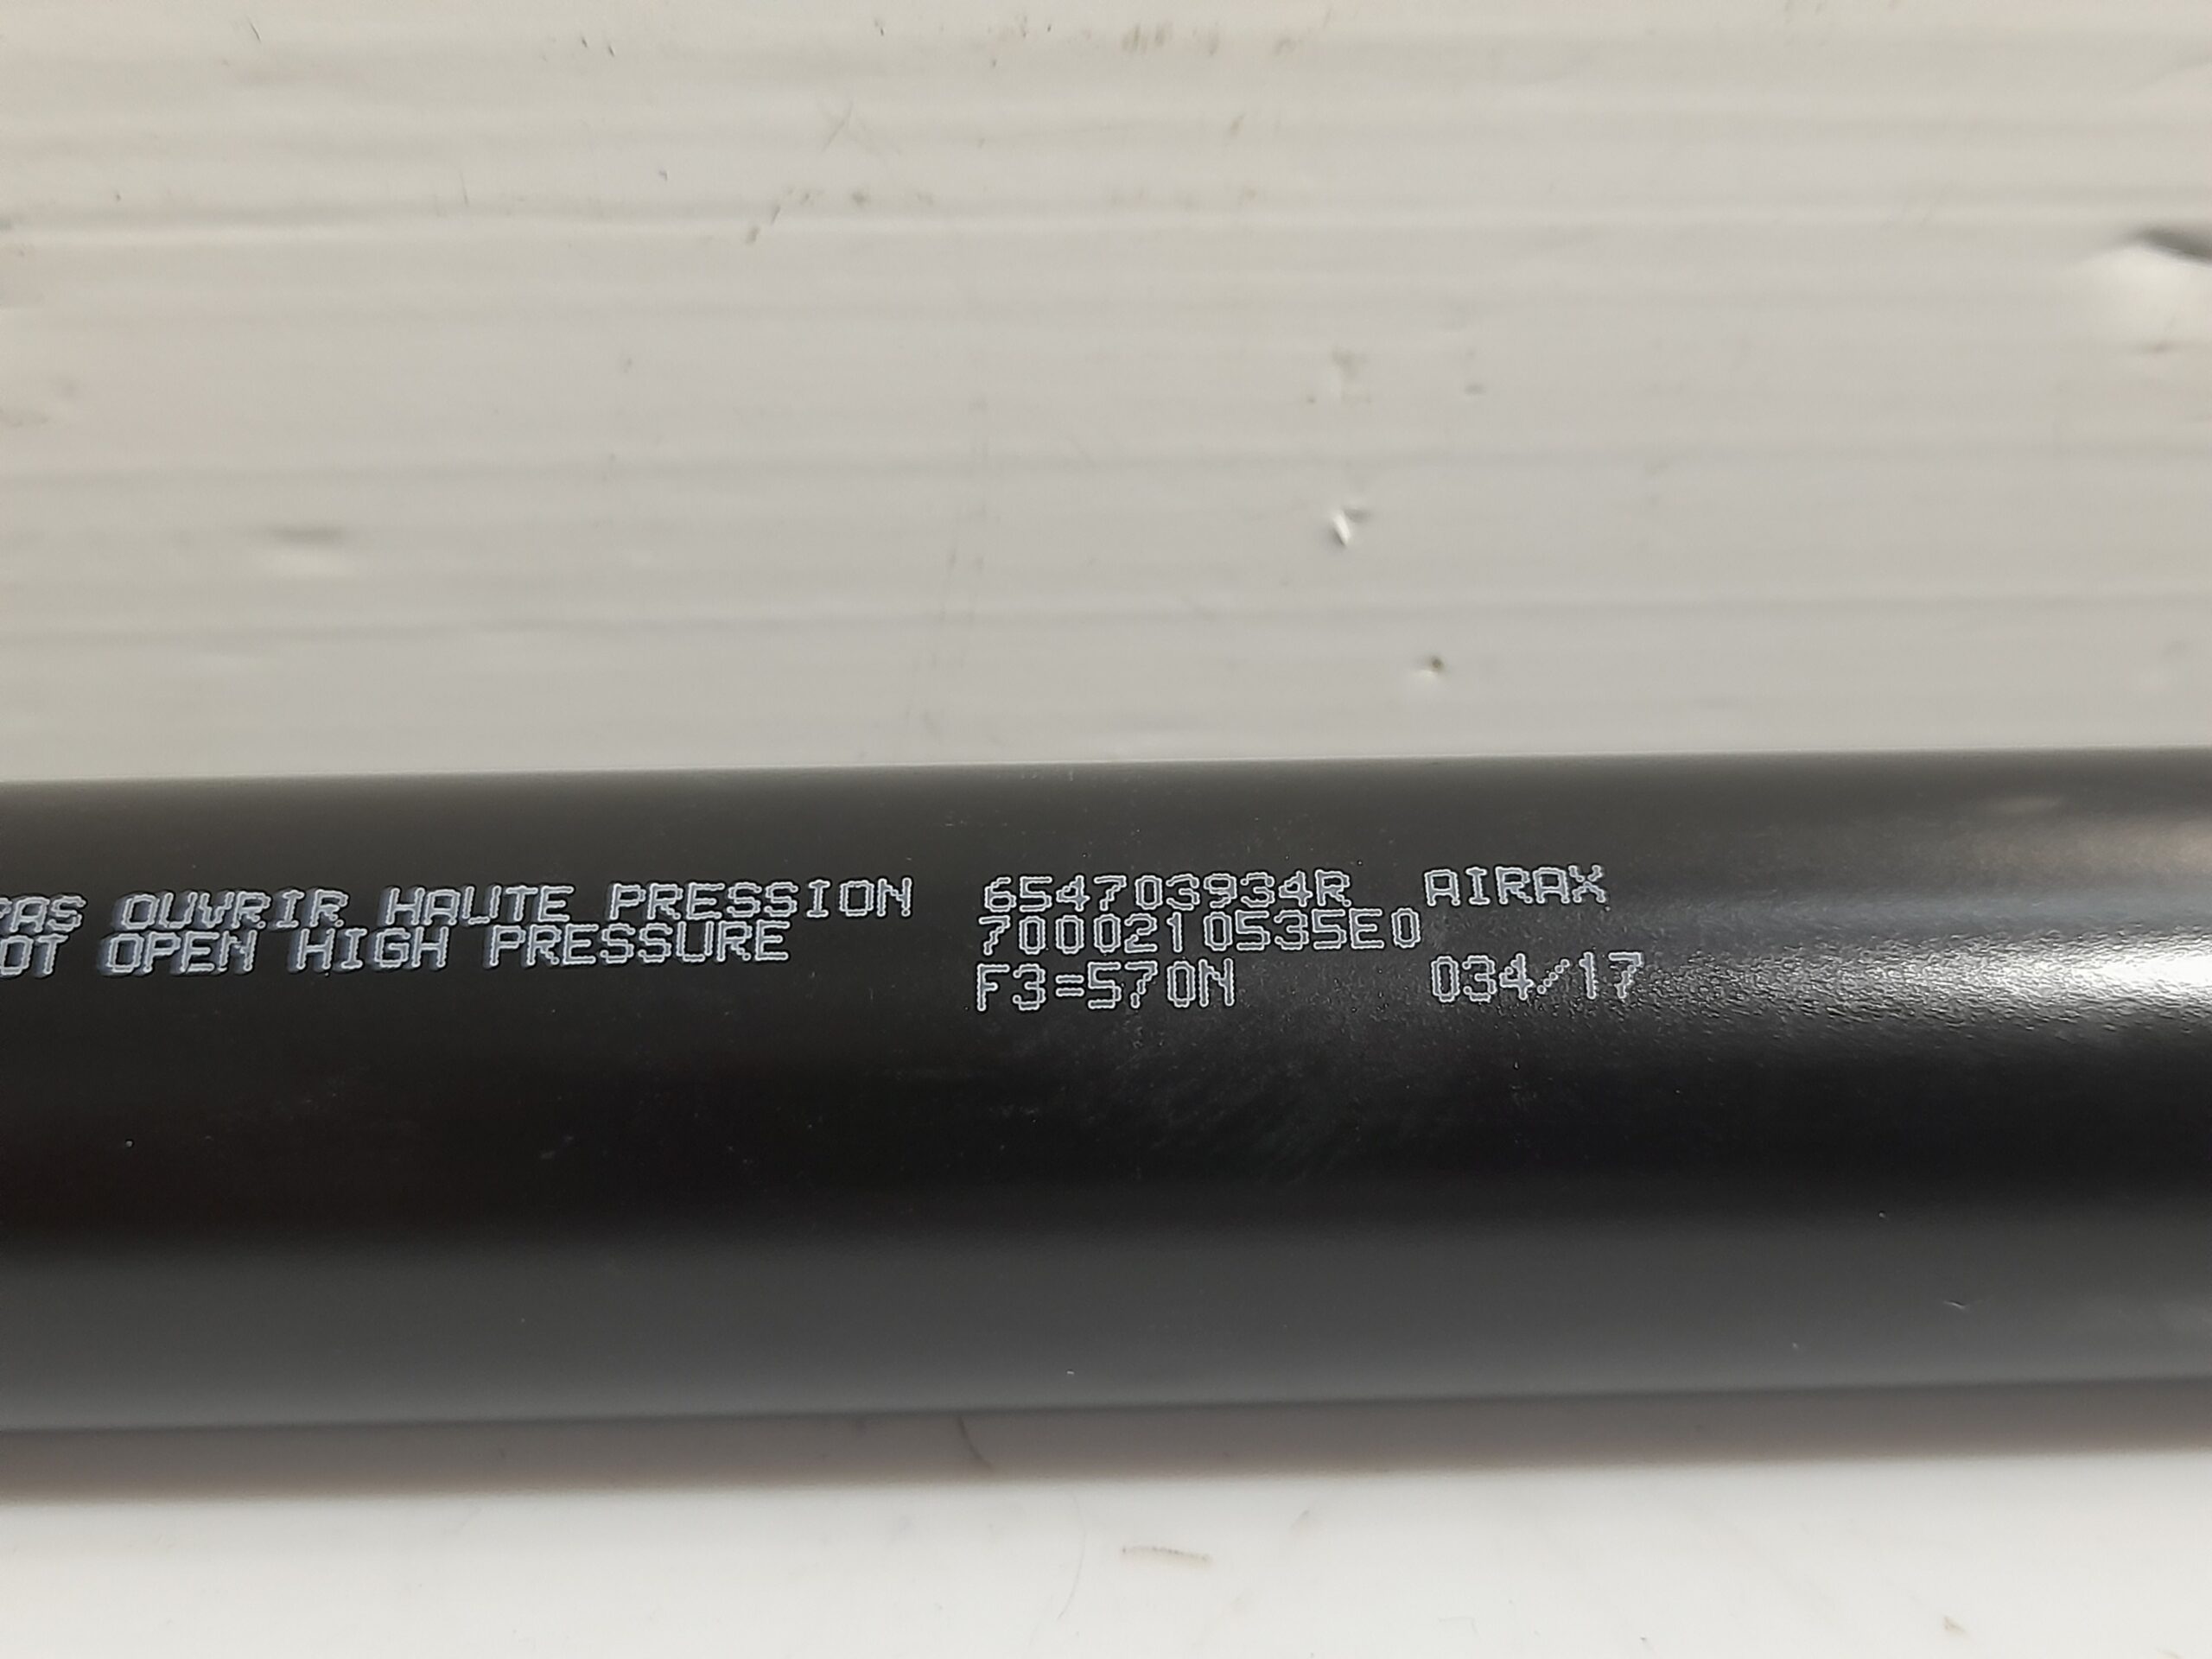 PAS OUVRIR HAUTE PRESSION 654703934R AIRAX
OT OPEN HIGH PRESSURE 7000210535E0
F3=570N 034/17